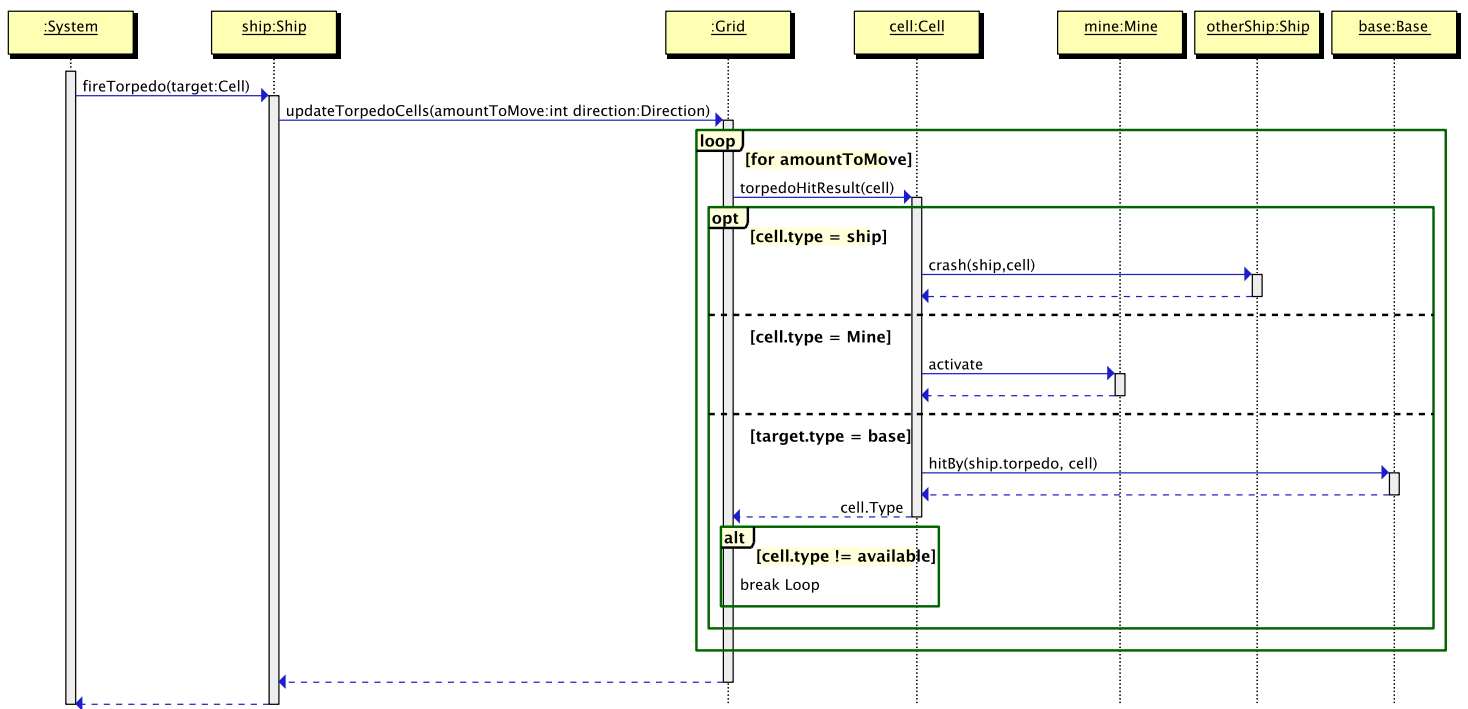 :System
ship:Ship
:Grid
cell:Cell
mine:Mine
otherShip:Ship
base:Base
fireTorpedo(target:Cell)
updateTorpedoCells(amountToMove:int direction:Direction)
loop
[for amountToMove]
torpedoHitResult(cell)
opt
[cell.type = ship]
crash(ship,cell)
[cell.type = Mine]
activate
[target.type = base]
hitBy(ship.torpedo, cell)
cell.Type
alt
[cell.type != available]
break Loop